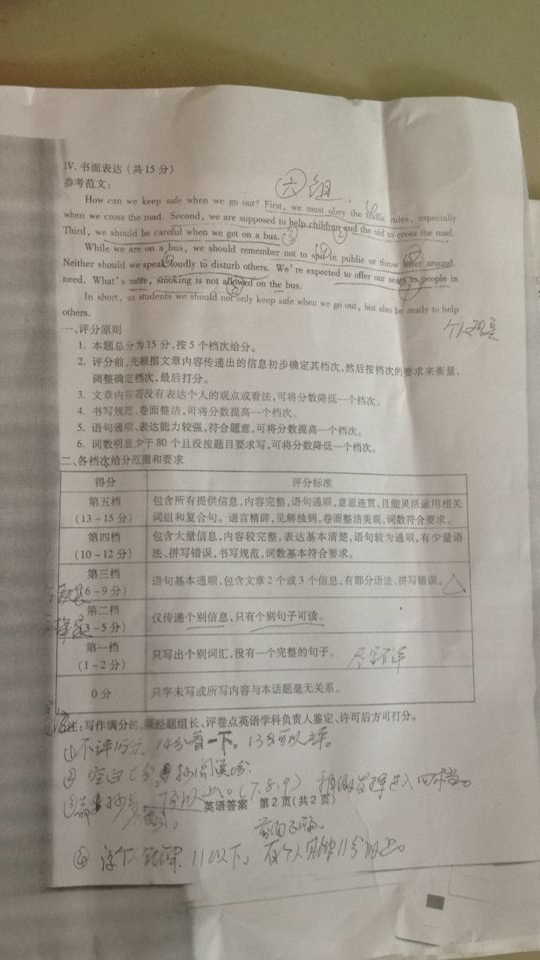 Ⅳ. 书面表达 (共 15 分)
参考范文:
六组
How can we keep safe when we go out? First, we must obey the traffic rules, especially
when we cross the road. Second, we are supposed to help children and the old to cross the road.
Third, we should be careful when we get on a bus.
While we are on a bus, we should remember not to spit in public or throw litter around.
Neither should we speak loudly to disturb others. We're expected to offer our seats to people in
need. What's more, smoking is not allowed on the bus.
In short, as students we should not only keep safe when we go out, but also be ready to help
others.
一、评分原则
1. 本题总分为 15 分,按 5 个档次给分。
2. 评分前,先根据文章内容传递出的信息初步确定其档次,然后按档次的要求来衡量、
调整确定档次,最后打分。
3. 文章内容若没有表达个人的观点或看法,可将分数降低一个档次。
4. 书写规范、卷面整洁,可将分数提高一个档次。
5. 语句通顺,表达能力较强,符合题意,可将分数提高一个档次。
6. 词数明显少于 80 个且没按题目要求写,可将分数降低一个档次。
二、各档次给分范围和要求
得分 评分标准
第五档
(13－15 分)
包含所有提供信息,内容完整,语句通顺,意思连贯,且能灵活运用相关
词组和复合句。语言精辟,见解独到,卷面整洁美观,词数符合要求。
第四档
(10－12 分)
包含大量信息,内容较完整,表达基本清楚,语句较为通顺,有少量语
法、拼写错误,书写规范,词数基本符合要求。
第三档
(6－9 分)
语句基本通顺,包含文章 2 个或 3 个信息,有部分语法、拼写错误。
第二档
(3－5 分)
仅传递个别信息,只有个别句子可读。
第一档
(1－2 分)
只写出个别词汇,没有一个完整的句子。
0 分 只字未写或所写内容与本话题毫无关系。
注:写作满分的,须经题组长、评卷点英语学科负责人鉴定、许可后方可打分。
英语答案 第 2 页(共 2 页)